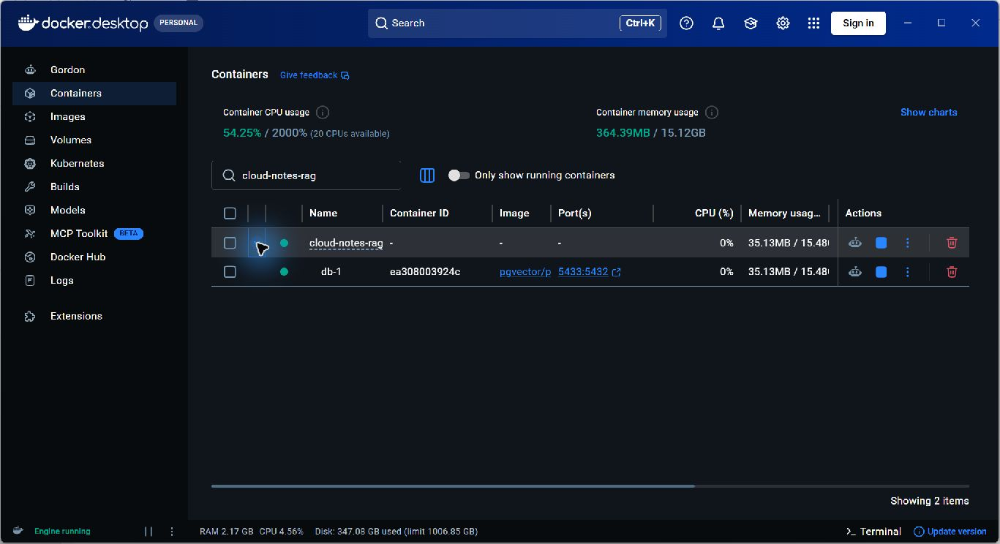 docker.desktop PERSONAL Search Ctrl+K Sign in
Gordon
Containers
Images
Volumes
Kubernetes
Builds
Models
MCP Toolkit BETA
Docker Hub
Logs
Extensions
Containers Give feedback
Container CPU usage Container memory usage Show charts
54.25% / 2000% (20 CPUs available) 364.39MB / 15.12GB
cloud-notes-rag Only show running containers
Name Container ID Image Port(s) CPU (%) Memory usag... Actions
cloud-notes-rag - - - 0% 35.13MB / 15.48
db-1 ea308003924c pgvector/p 5433:5432 0% 35.13MB / 15.48
Showing 2 items
Engine running RAM 2.17 GB CPU 4.56% Disk: 347.08 GB used (limit 1006.85 GB) >_ Terminal Update version